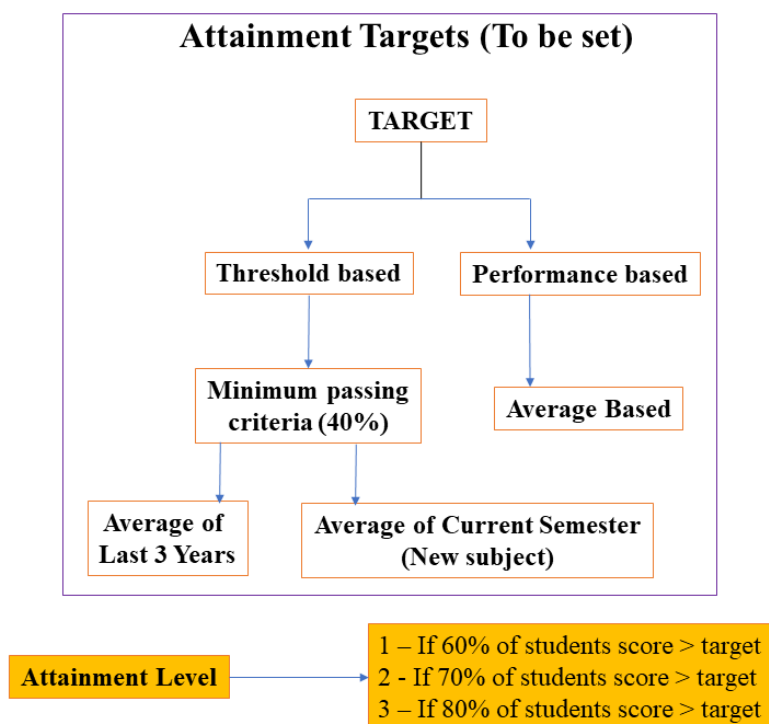 Attainment Targets (To be set)
TARGET
Threshold based
Performance based
Minimum passing
criteria (40%)
Average Based
Average of
Last 3 Years
Average of Current Semester
(New subject)
Attainment Level
1 – If 60% of students score > target
2 - If 70% of students score > target
3 – If 80% of students score > target